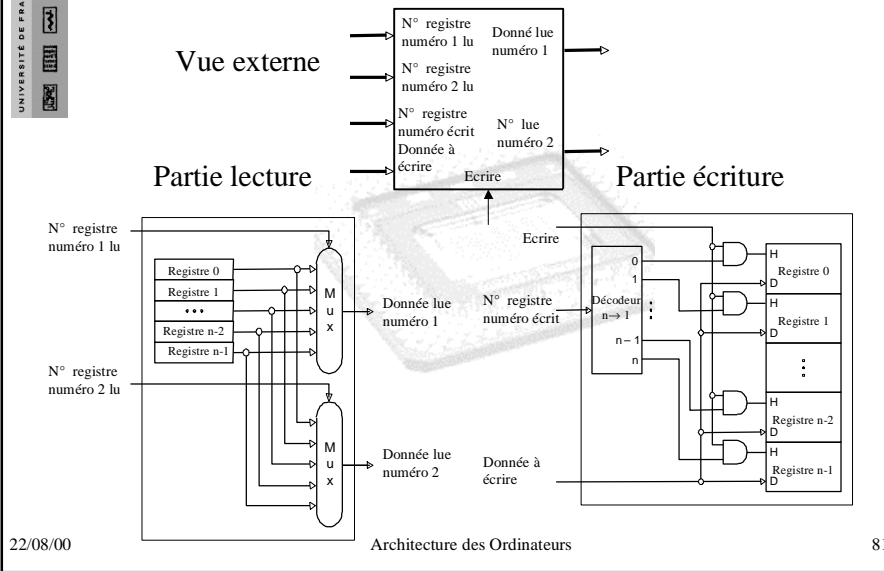 UNIVERSITÉ DE FRA
Vue externe
N° registre
numéro 1 lu
N° registre
numéro 2 lu
N° registre
numéro écrit
Donnée à
écrire
Ecrire
Donné lue
numéro 1
N° lue
numéro 2
Partie lecture
Partie écriture
N° registre
numéro 1 lu
Registre 0
Registre 1
•••
Registre n-2
Registre n-1
M
u
x
Donnée lue
numéro 1
N° registre
numéro 2 lu
M
u
x
Donnée lue
numéro 2
Ecrire
N° registre
numéro écrit
Décodeur
n→ 1
0
1
n – 1
n
Donnée à
écrire
H
Registre 0
D
H
Registre 1
D
H
Registre n-2
D
H
Registre n-1
D
22/08/00
Architecture des Ordinateurs
81